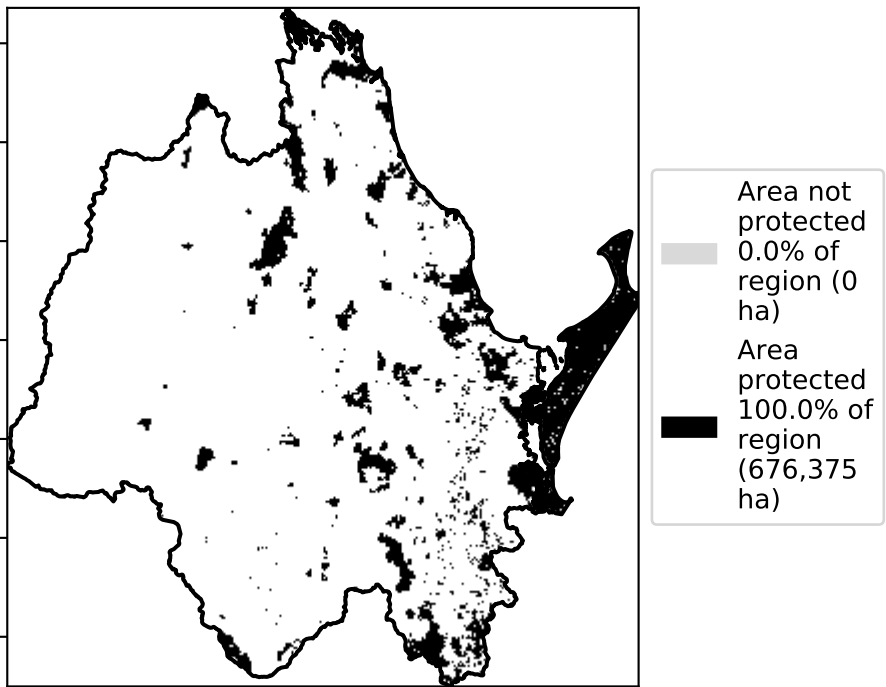 Area not
protected
0.0% of
region (0
ha)
Area
protected
100.0% of
region
(676,375
ha)